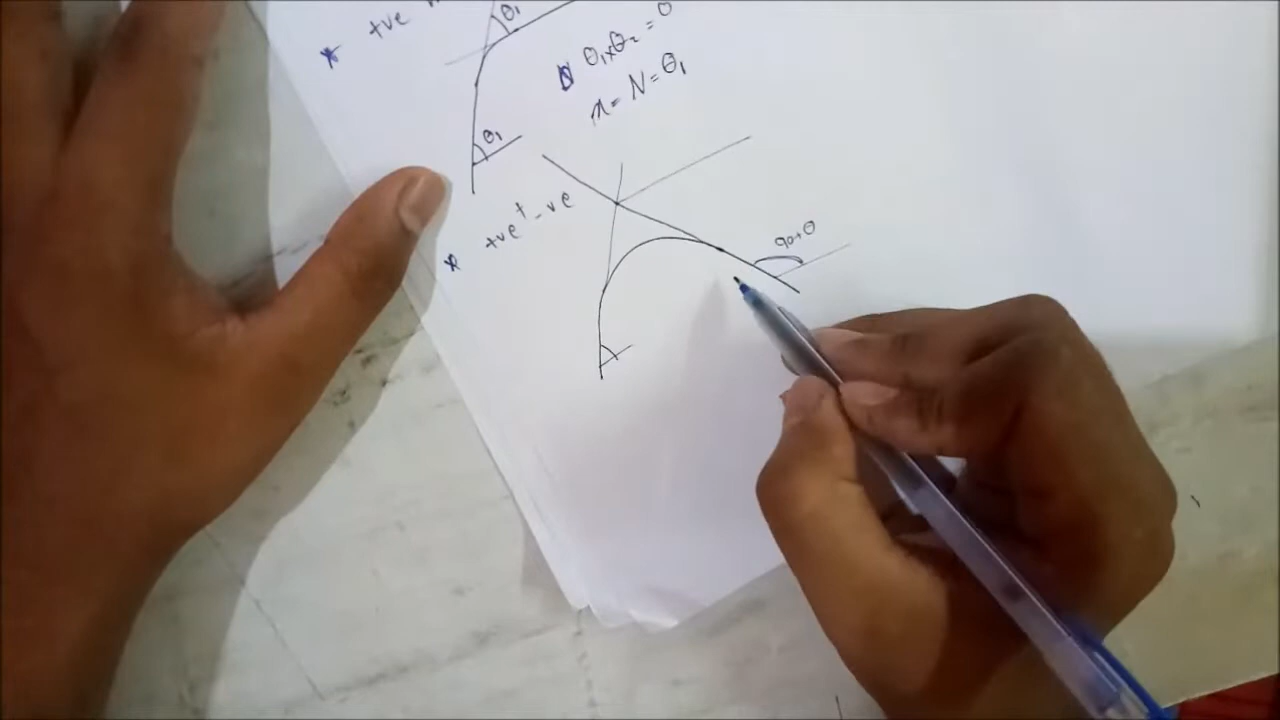 * +ve
θ₁
θ₁×θ₂ = 0
x = N = θ₁
θ₁
* +ve + -ve
90+θ